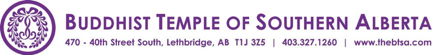 BUDDHIST TEMPLE OF SOUTHERN ALBERTA
470 - 40th Street South, Lethbridge, AB T1J 3Z5 | 403.327.1260 | www.thebtsa.com